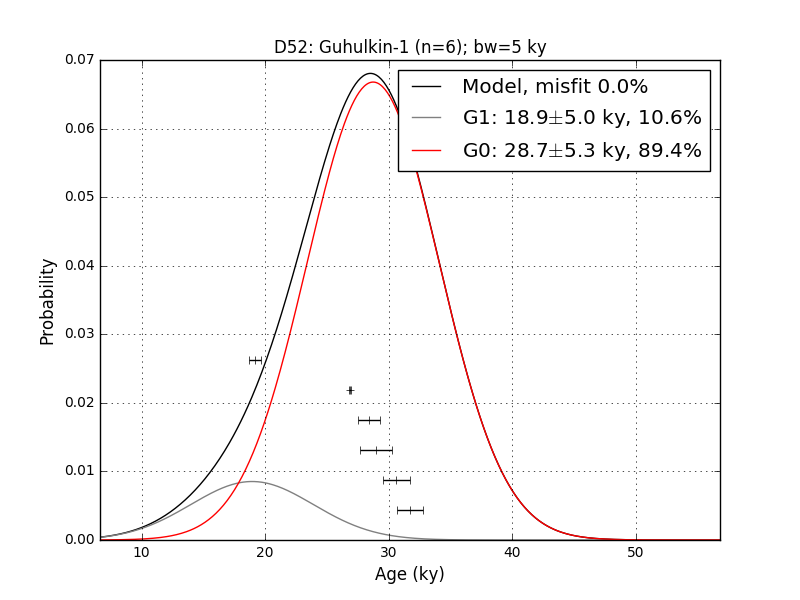 D52: Guhulkin-1 (n=6); bw=5 ky
Model, misfit 0.0%
G1: 18.9±5.0 ky, 10.6%
G0: 28.7±5.3 ky, 89.4%
0.07
0.06
0.05
0.04
0.03
0.02
0.01
0.00
Probability
10 20 30 40 50
Age (ky)